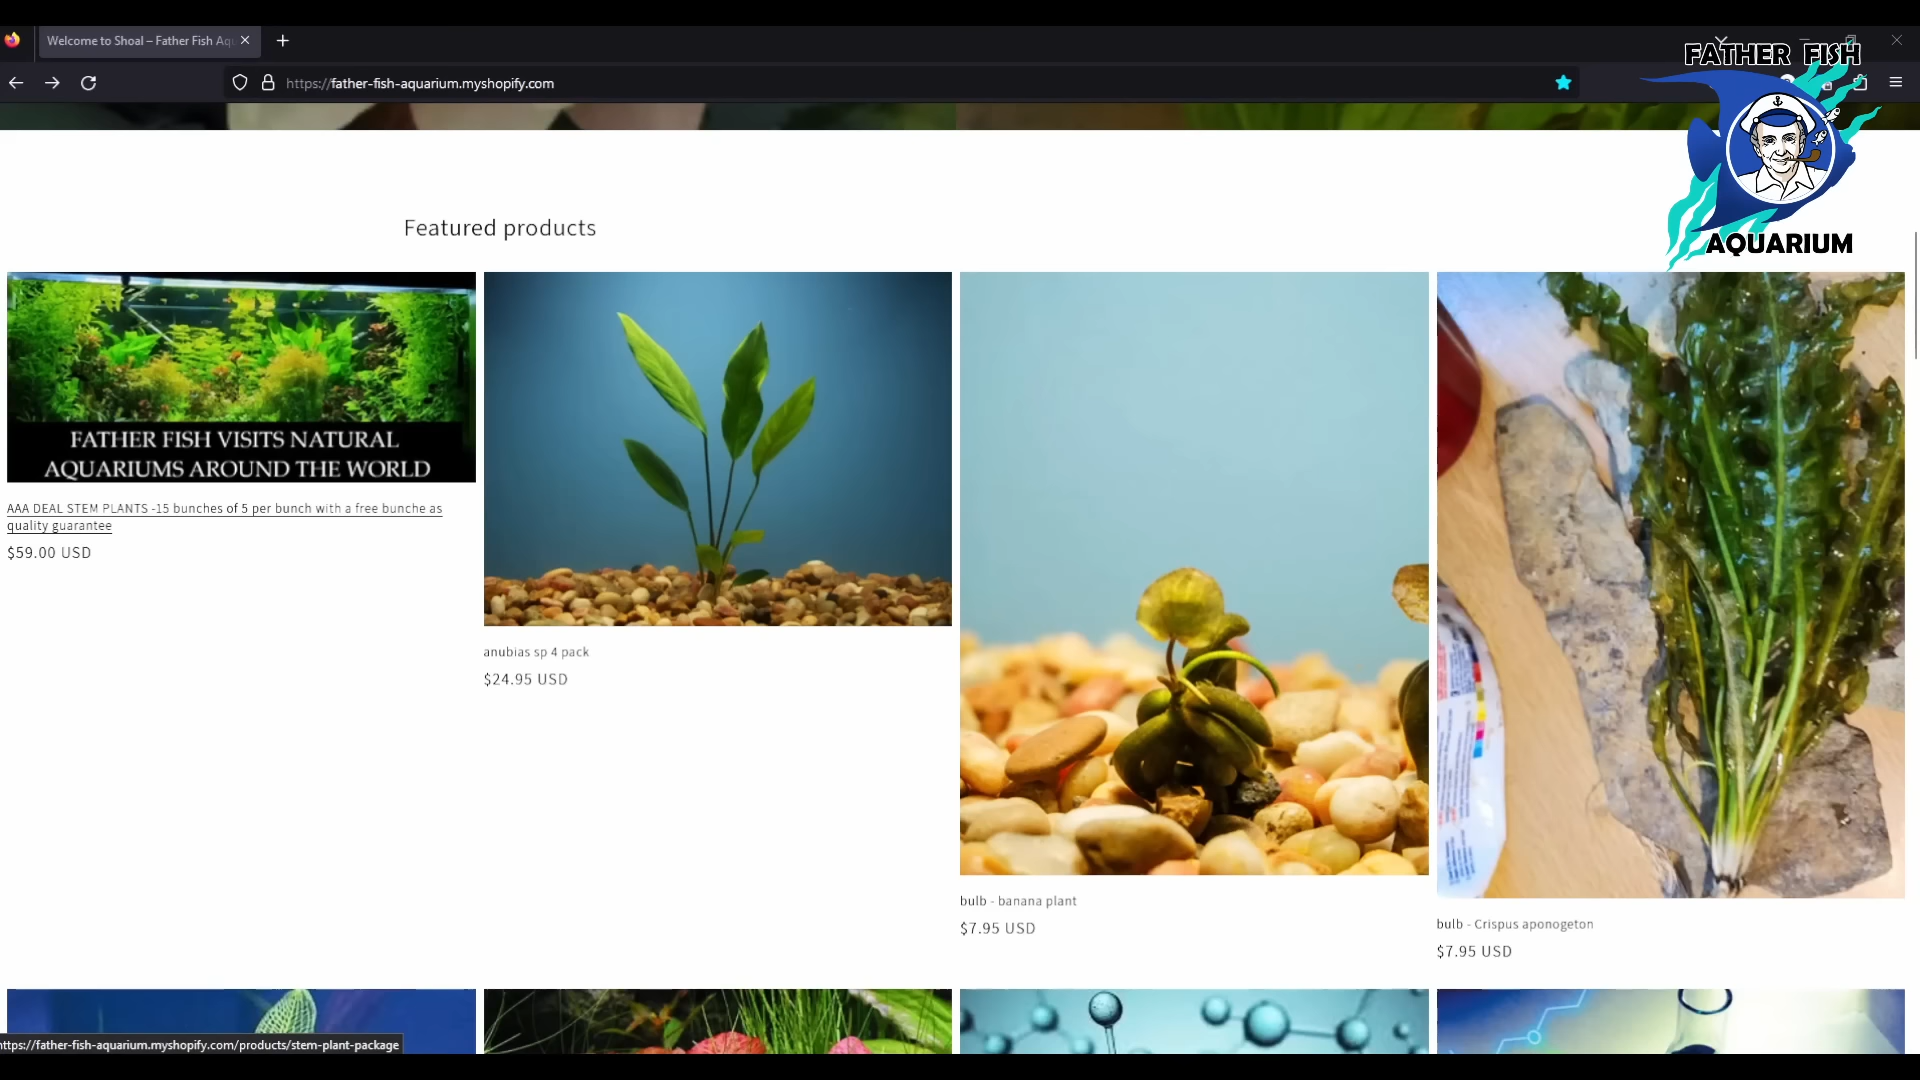 Welcome to Shoal – Father Fish Aqu
https://father-fish-aquarium.myshopify.com
FATHER FISH
AQUARIUM
Featured products
FATHER FISH VISITS NATURAL
AQUARIUMS AROUND THE WORLD
AAA DEAL STEM PLANTS -15 bunches of 5 per bunch with a free bunche as
quality guarantee
$59.00 USD
anubias sp 4 pack
$24.95 USD
bulb - banana plant
$7.95 USD
bulb - Crispus aponogeton
$7.95 USD
https://father-fish-aquarium.myshopify.com/products/stem-plant-package